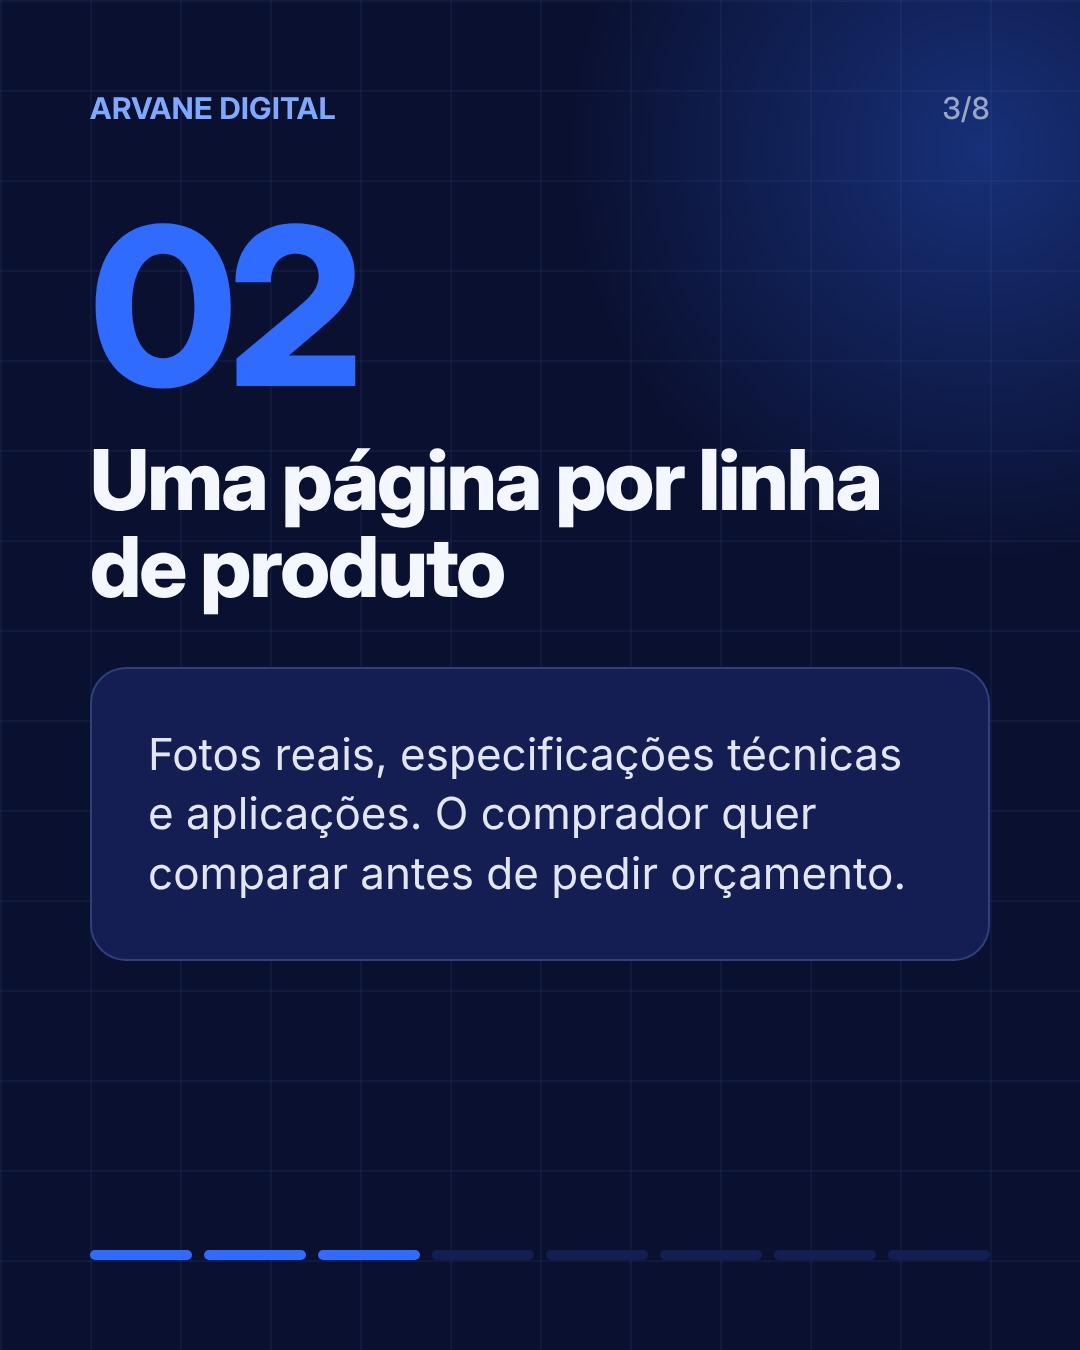 ARVANE DIGITAL
3/8
02
Uma página por linha
de produto
Fotos reais, especificações técnicas
e aplicações. O comprador quer
comparar antes de pedir orçamento.